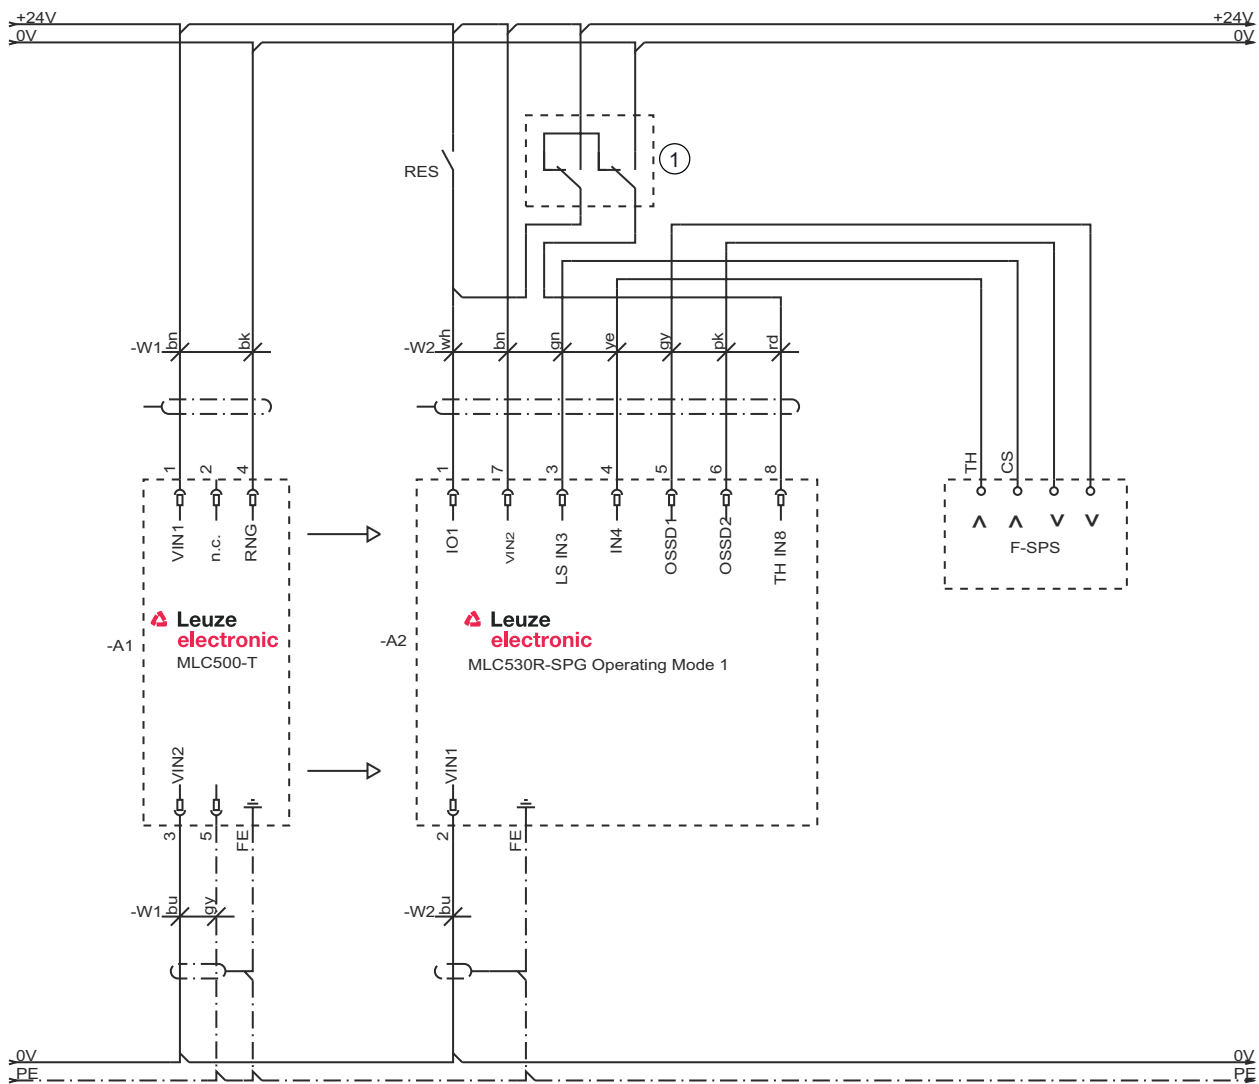 +24V
+24V
0V
0V
1
RES
-W1
bn
bk
-W2
wh
bn
gn
ye
gy
pk
rd
1
2
4
1
7
3
4
5
6
8
TH
CS
VIN1
n.c.
RNG
IO1
VIN2
LS IN3
IN4
OSSD1
OSSD2
TH IN8
F-SPS
Leuze
electronic
MLC500-T
-A1
Leuze
electronic
MLC530R-SPG Operating Mode 1
-A2
VIN2
VIN1
3
5
FE
2
FE
-W1
bu
gy
-W2
bu
0V
0V
PE
PE